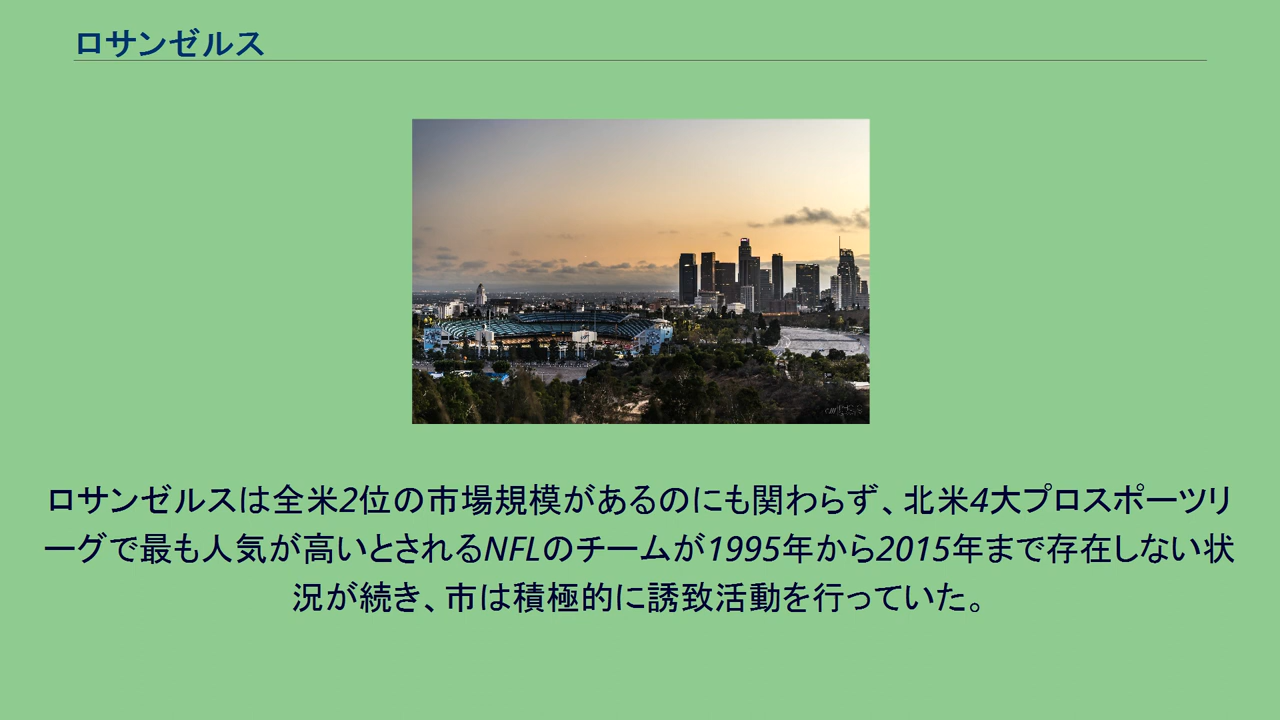 ロサンゼルス
ロサンゼルスは全米2位の市場規模があるのにも関わらず、北米4大プロスポーツリ
ーグで最も人気が高いとされるNFLのチームが1995年から2015年まで存在しない状
況が続き、市は積極的に誘致活動を行っていた。